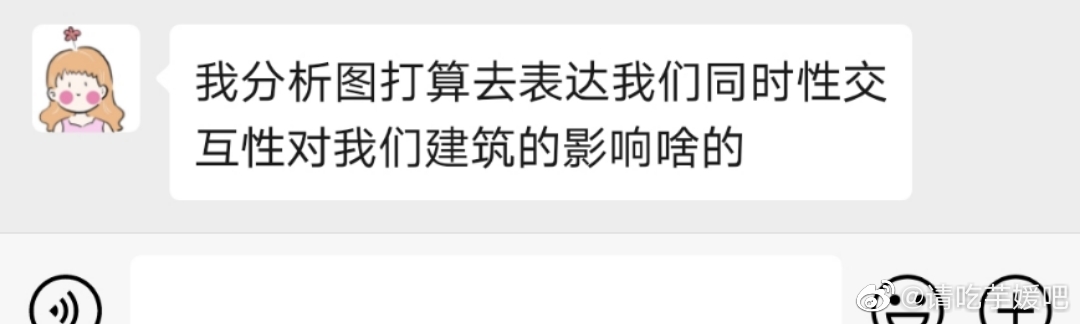 我分析图打算去表达我们同时性交
互性对我们建筑的影响啥的
@请吃芋媛吧